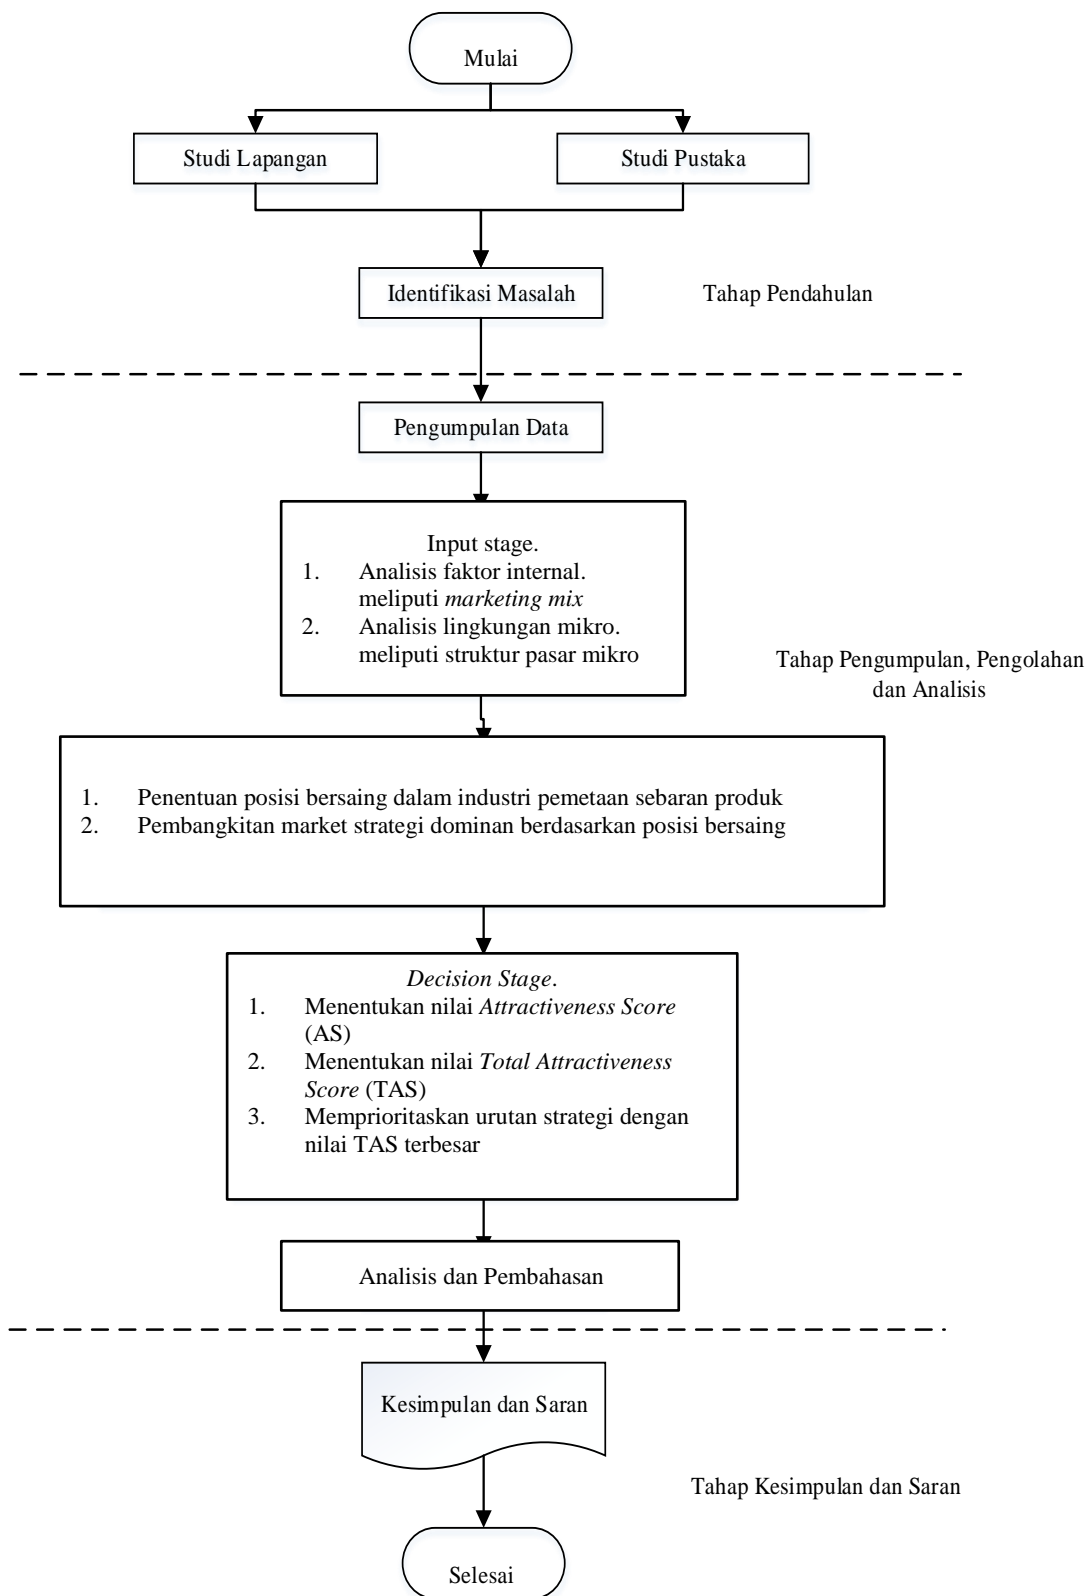 Mulai
Studi Lapangan
Studi Pustaka
Identifikasi Masalah
Tahap Pendahulan
Pengumpulan Data
Input stage.
1. Analisis faktor internal.
meliputi marketing mix
2. Analisis lingkungan mikro.
meliputi struktur pasar mikro
Tahap Pengumpulan, Pengolahan
dan Analisis
1. Penentuan posisi bersaing dalam industri pemetaan sebaran produk
2. Pembangkitan market strategi dominan berdasarkan posisi bersaing
Decision Stage.
1. Menentukan nilai Attractiveness Score
(AS)
2. Menentukan nilai Total Attractiveness
Score (TAS)
3. Memprioritaskan urutan strategi dengan
nilai TAS terbesar
Analisis dan Pembahasan
Kesimpulan dan Saran
Tahap Kesimpulan dan Saran
Selesai